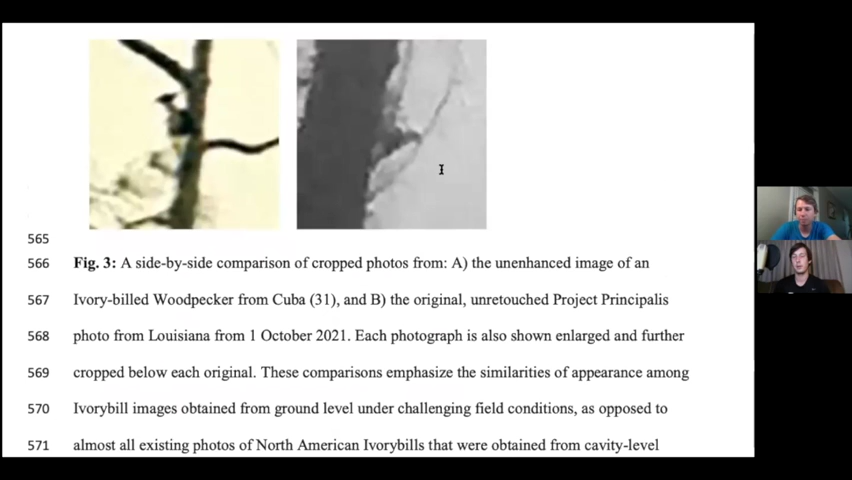 565
566 Fig. 3: A side-by-side comparison of cropped photos from: A) the unenhanced image of an
567 Ivory-billed Woodpecker from Cuba (31), and B) the original, unretouched Project Principalis
568 photo from Louisiana from 1 October 2021. Each photograph is also shown enlarged and further
569 cropped below each original. These comparisons emphasize the similarities of appearance among
570 Ivorybill images obtained from ground level under challenging field conditions, as opposed to
571 almost all existing photos of North American Ivorybills that were obtained from cavity-level